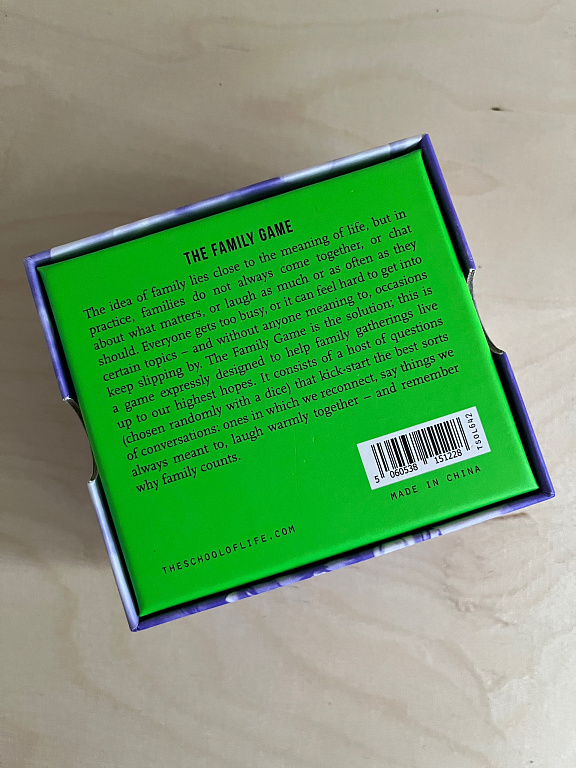 THE FAMILY GAME
The idea of family lies close to the meaning of life, but in
practice, families do not always come together, or chat
about what matters, or laugh as much or as often as they
should. Everyone gets too busy, or it can feel hard to get into
certain topics – and without anyone meaning to, occasions
keep slipping by. The Family Game is the solution; this is
a game expressly designed to help family gatherings live
up to our highest hopes. It consists of a host of questions
(chosen randomly with a dice) that kick-start the best sorts
of conversations: ones in which we reconnect, say things we
always meant to, laugh warmly together – and remember
why family counts.
5 060538 151228
TSOL642
MADE IN CHINA
THESCHOOLOFLIFE.COM